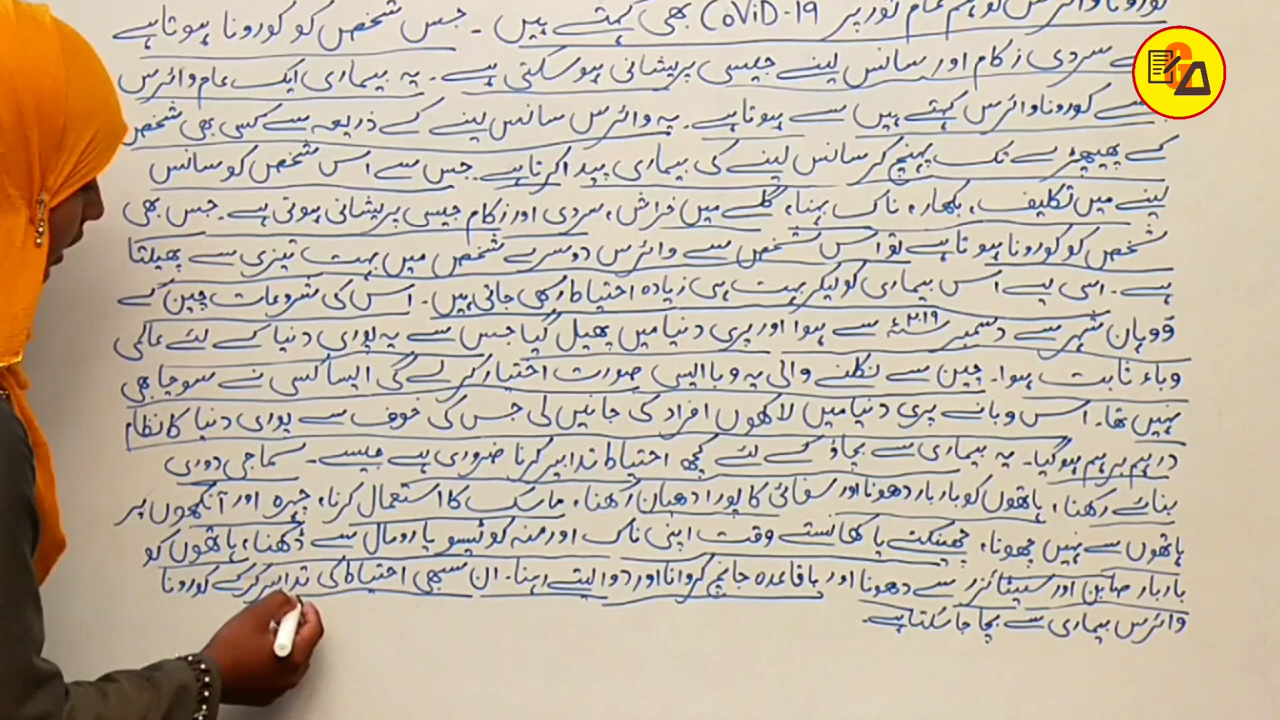 کورونا وائرس کو ہم عام طور پر COVID-19 بھی کہتے ہیں ۔ جس شخص کو کورونا ہوتا ہے
سردی زکام اور سانس لینے جیسی پریشانی ہو سکتی ہے ۔ یہ بیماری ایک عام وائرس
جسے کورونا وائرس کہتے ہیں سے ہوتا ہے ۔ یہ وائرس سانس لینے کے ذریعہ سے کسی بھی شخص
کے پھیپھڑے تک پہنچ کر سانس لینے کی بیماری پیدا کرتا ہے ۔ جس سے اس شخص کو سانس
لینے میں تکلیف ، بکھار ، ناک بہنا ، گلے میں خراش ، سردی اور زکام جیسی پریشانی ہوتی ہے ۔ جس بھی
شخص کو کورونا ہوتا ہے تو اس شخص سے وائرس دوسرے شخص میں بہت تیزی سے پھیلتا
ہے ۔ اسی لیے اس بیماری کو لیکر بہت ہی زیادہ احتیاط رکھی جاتی ہیں ۔ اس کی شروعات چین کے
ووہان شہر سے دسمبر ۲۰۱۹ء سے ہوا اور پری دنیا میں پھیل گیا جس سے یہ پوری دنیا کے لئے عالمی
وباء ثابت ہوا ۔ چین سے نکلنے والی یہ وبا ایسی صورت اختیار کر لے گی ایسا کسی نے سوچا بھی
نہیں تھا ۔ اس وبا نے پری دنیا میں لاکھوں افراد کی جانیں لی جس کی خوف سے پوری دنیا کا نظام
درہم برہم ہو گیا ۔ یہ بیماری سے بچاؤ کے لئے کچھ احتیاط تدابیر کرنا ضروری ہے جیسے ۔ سماجی دوری
بنائے رکھنا ، ہاتھوں کو بار بار دھونا اور سفائی کا پورا دھیان رکھنا ، ماسک کا استعمال کرنا ، چہرہ اور آنکھوں پر
ہاتھوں سے نہیں چھونا ، چھینکتے یا کھانستے وقت اپنی ناک اور منہ کو ٹیسو یا رومال سے ڈھکنا ، ہاتھوں کو
بار بار صابن اور سینٹائزر سے دھونا اور باقاعدہ جانچ کروانا اور دوا لیتے رہنا ۔ ان سبھی احتیاط کی تدابیر کر کے کورونا
وائرس بیماری سے بچا جا سکتا ہے ۔